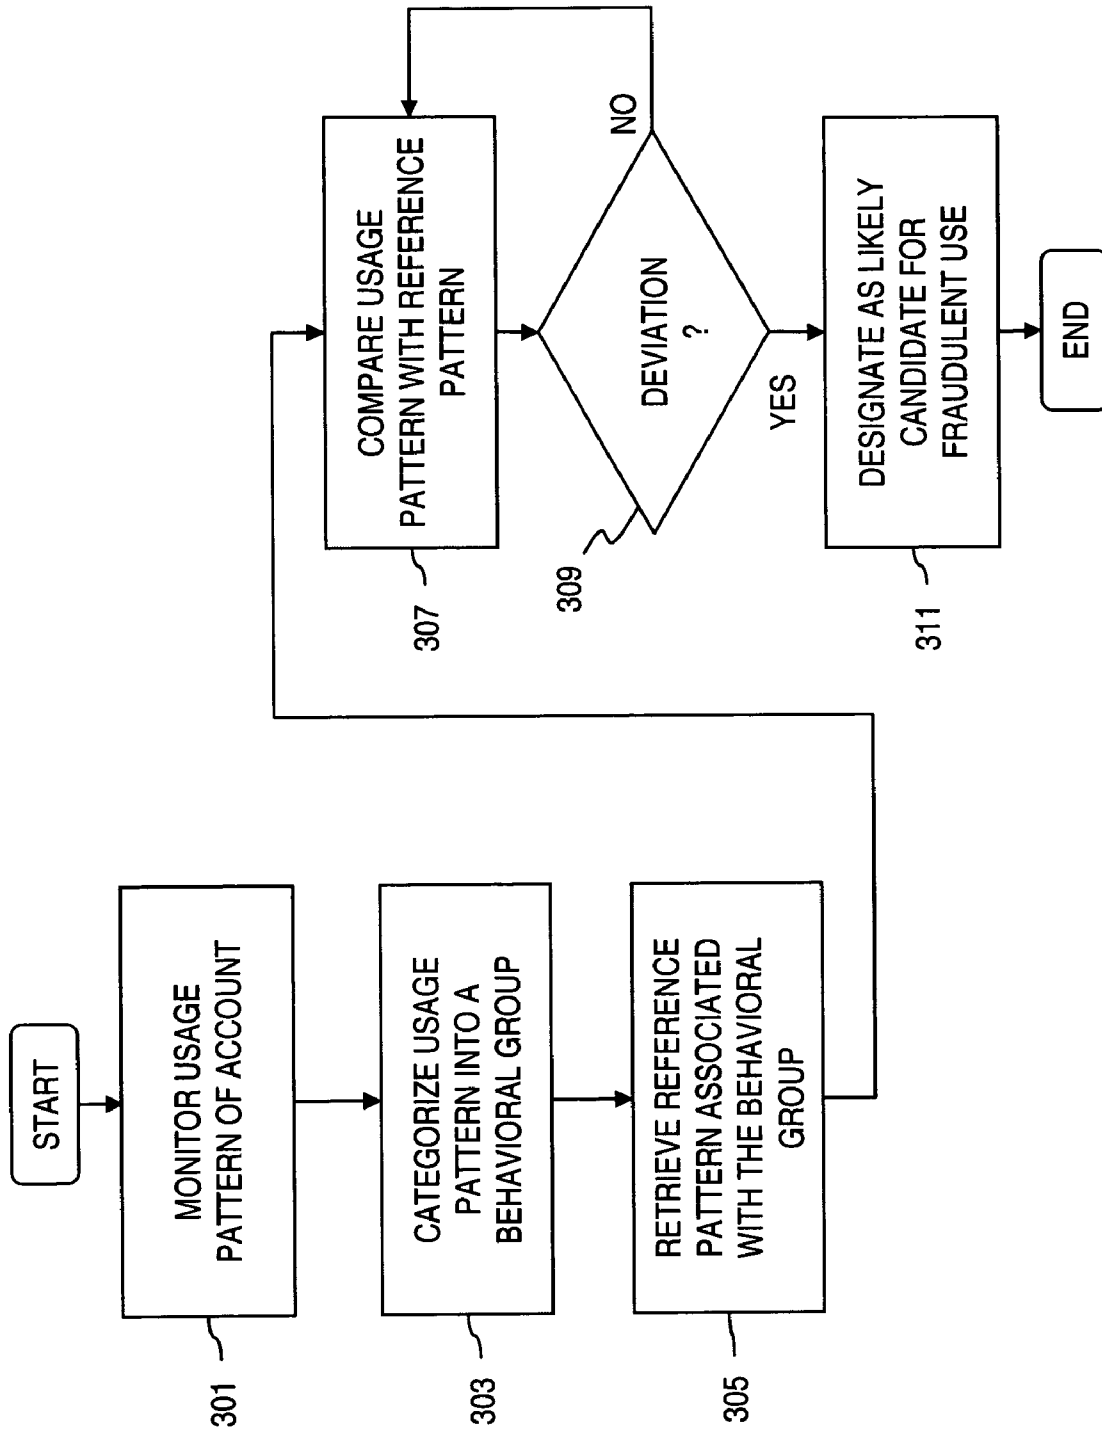 START
MONITOR USAGE
PATTERN OF ACCOUNT
301
CATEGORIZE USAGE
PATTERN INTO A
BEHAVIORAL GROUP
303
RETRIEVE REFERENCE
PATTERN ASSOCIATED
WITH THE BEHAVIORAL
GROUP
305
COMPARE USAGE
PATTERN WITH REFERENCE
PATTERN
307
DEVIATION
?
309
NO
YES
DESIGNATE AS LIKELY
CANDIDATE FOR
FRAUDULENT USE
311
END